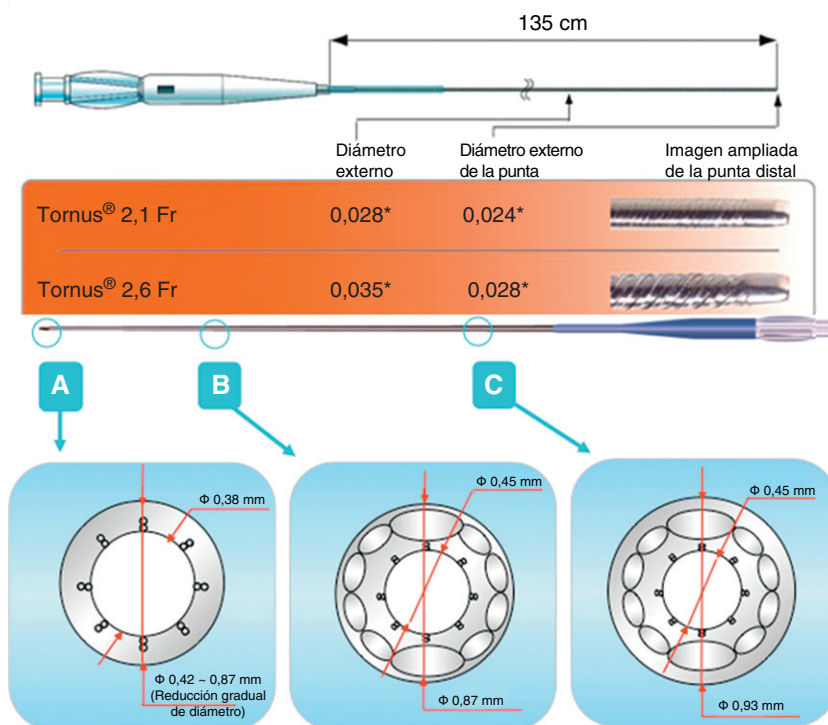 135 cm
Diámetro
externo
Diámetro externo
de la punta
Imagen ampliada
de la punta distal
Tornus® 2,1 Fr 0,028* 0,024*
Tornus® 2,6 Fr 0,035* 0,028*
A
B
C
Φ 0,38 mm
Φ 0,42 ~ 0,87 mm
(Reducción gradual
de diámetro)
Φ 0,45 mm
Φ 0,87 mm
Φ 0,45 mm
Φ 0,93 mm